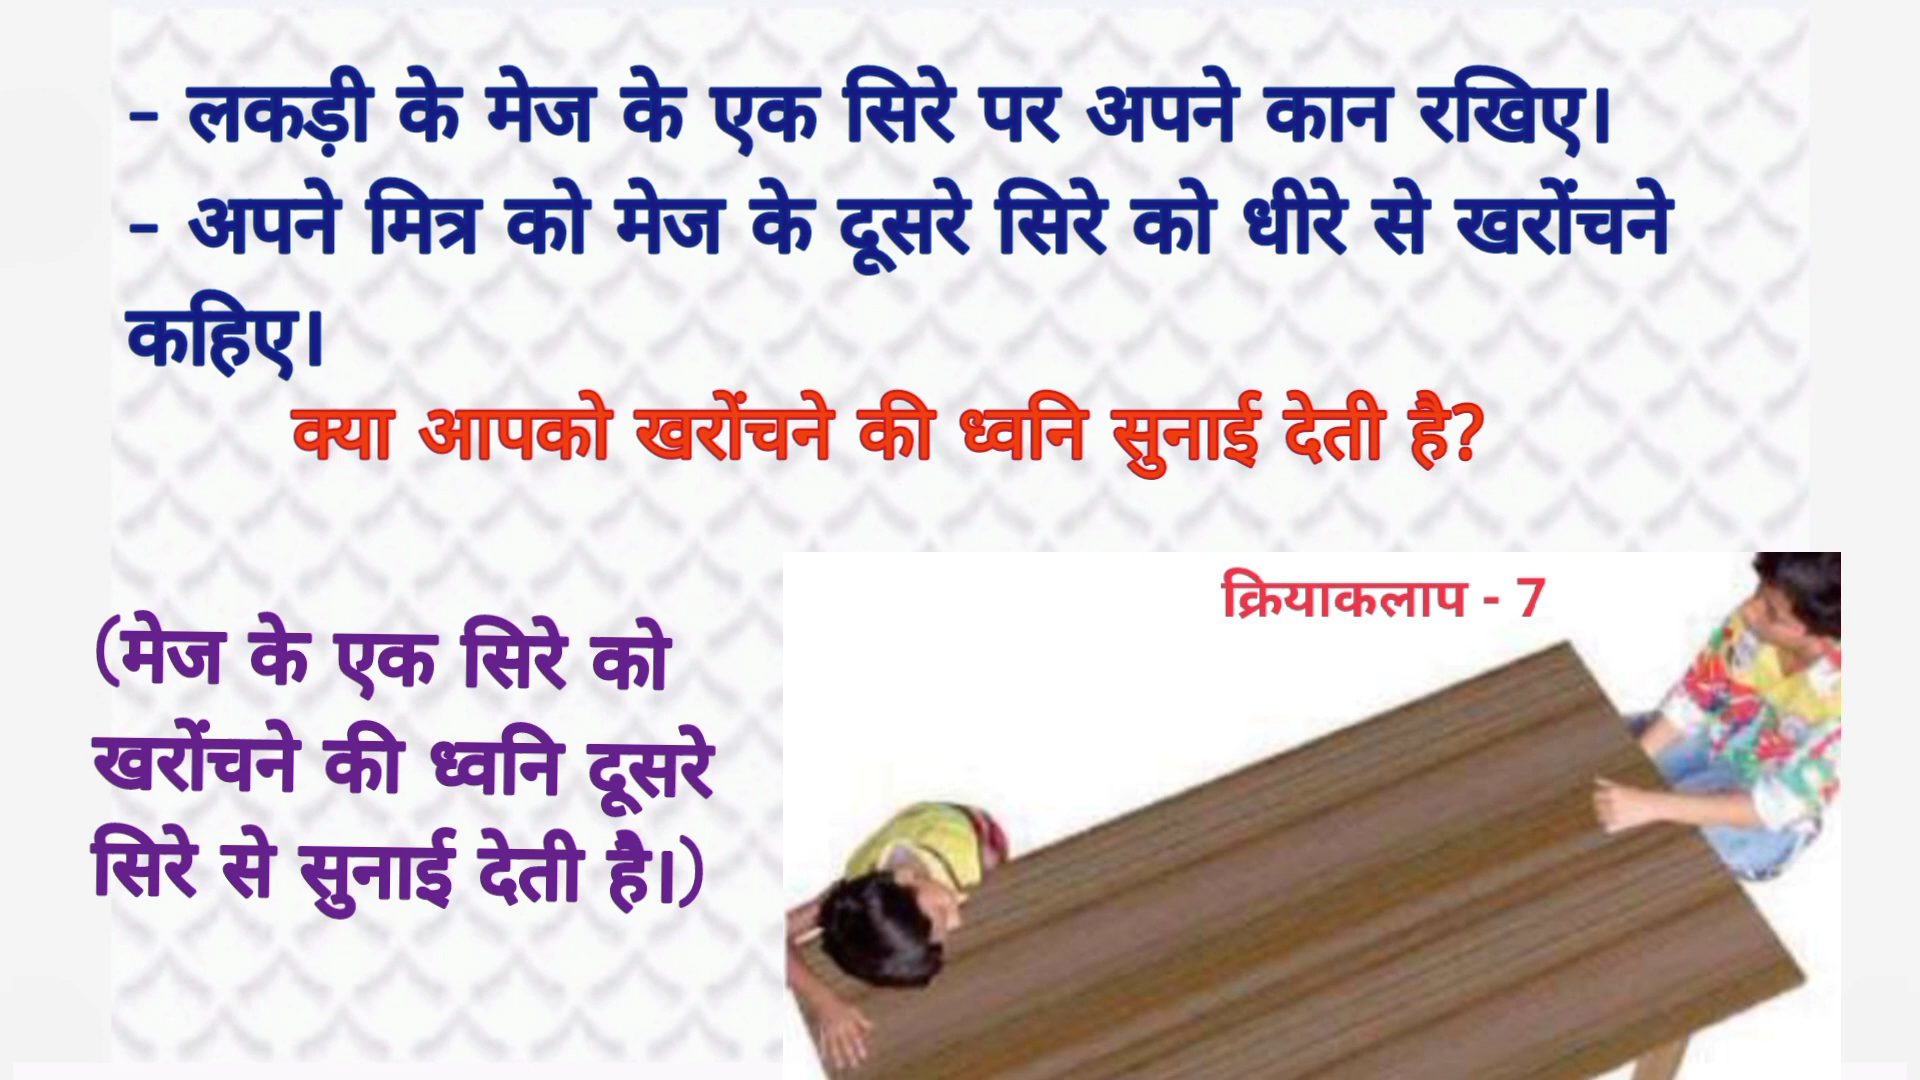 - लकड़ी के मेज के एक सिरे पर अपने कान रखिए।
- अपने मित्र को मेज के दूसरे सिरे को धीरे से खरोंचने
कहिए।
क्या आपको खरोंचने की ध्वनि सुनाई देती है?
क्रियाकलाप - 7
(मेज के एक सिरे को
खरोंचने की ध्वनि दूसरे
सिरे से सुनाई देती है।)